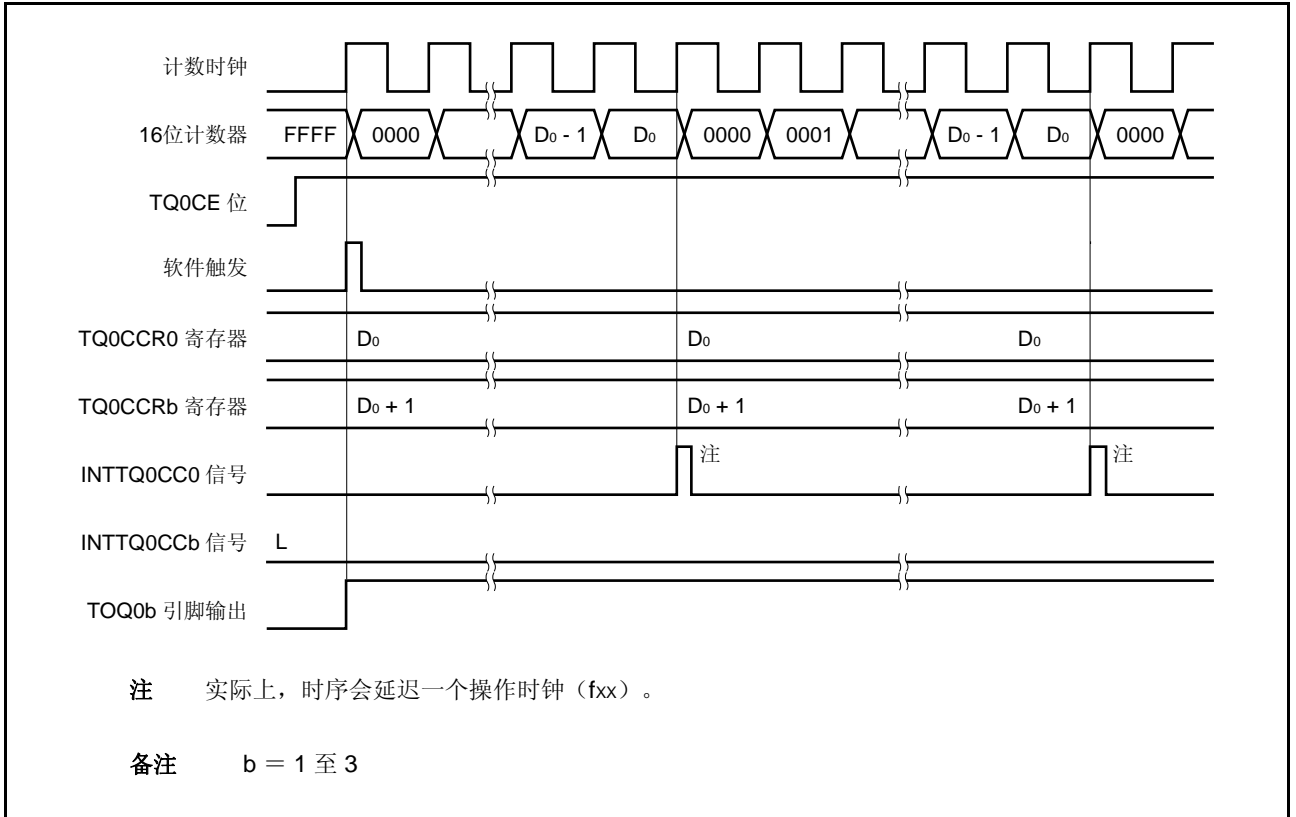 计数时钟
16位计数器 FFFF 0000 D0 - 1 D0 0000 0001 D0 - 1 D0 0000
TQ0CE 位
软件触发
TQ0CCR0 寄存器 D0 D0 D0
TQ0CCRb 寄存器 D0 + 1 D0 + 1 D0 + 1
INTTQ0CC0 信号 注 注
INTTQ0CCb 信号 L
TOQ0b 引脚输出
注 实际上，时序会延迟一个操作时钟（fxx）。
备注 b ＝ 1 至 3